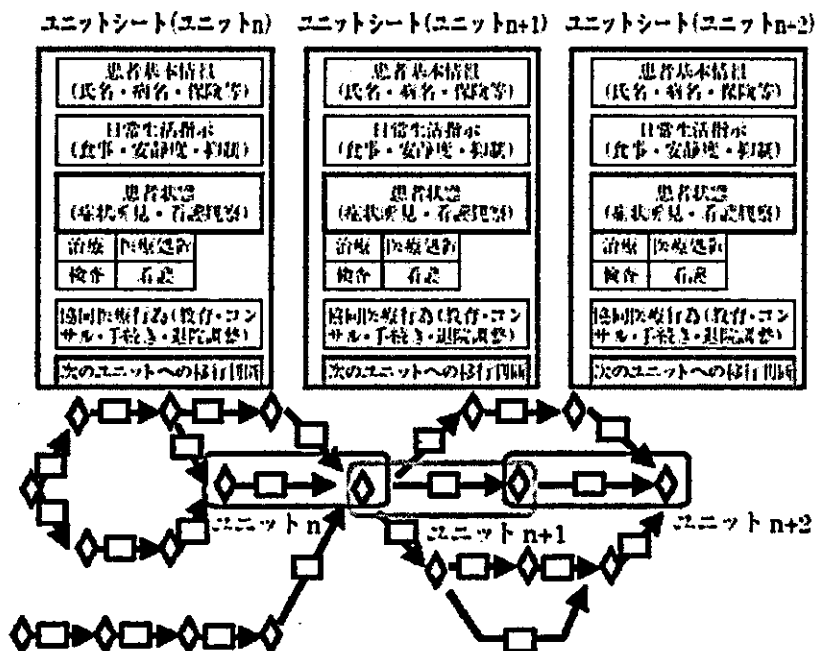 ユニットシート(ユニットn)
ユニットシート(ユニットn+1)
ユニットシート(ユニットn+2)
患者基本情報
(氏名・病名・保険等)
日常生活指示
(食事・安静度・抑制)
患者状態
(症状所見・看護観察)
治療 医療処置
検査 看護
協同医療行為(教育・コン
サル・手続き・退院調整)
次のユニットへの移行判断
患者基本情報
(氏名・病名・保険等)
日常生活指示
(食事・安静度・抑制)
患者状態
(症状所見・看護観察)
治療 医療処置
検査 看護
協同医療行為(教育・コン
サル・手続き・退院調整)
次のユニットへの移行判断
患者基本情報
(氏名・病名・保険等)
日常生活指示
(食事・安静度・抑制)
患者状態
(症状所見・看護観察)
治療 医療処置
検査 看護
協同医療行為(教育・コン
サル・手続き・退院調整)
次のユニットへの移行判断
ユニットn
ユニットn+1
ユニットn+2